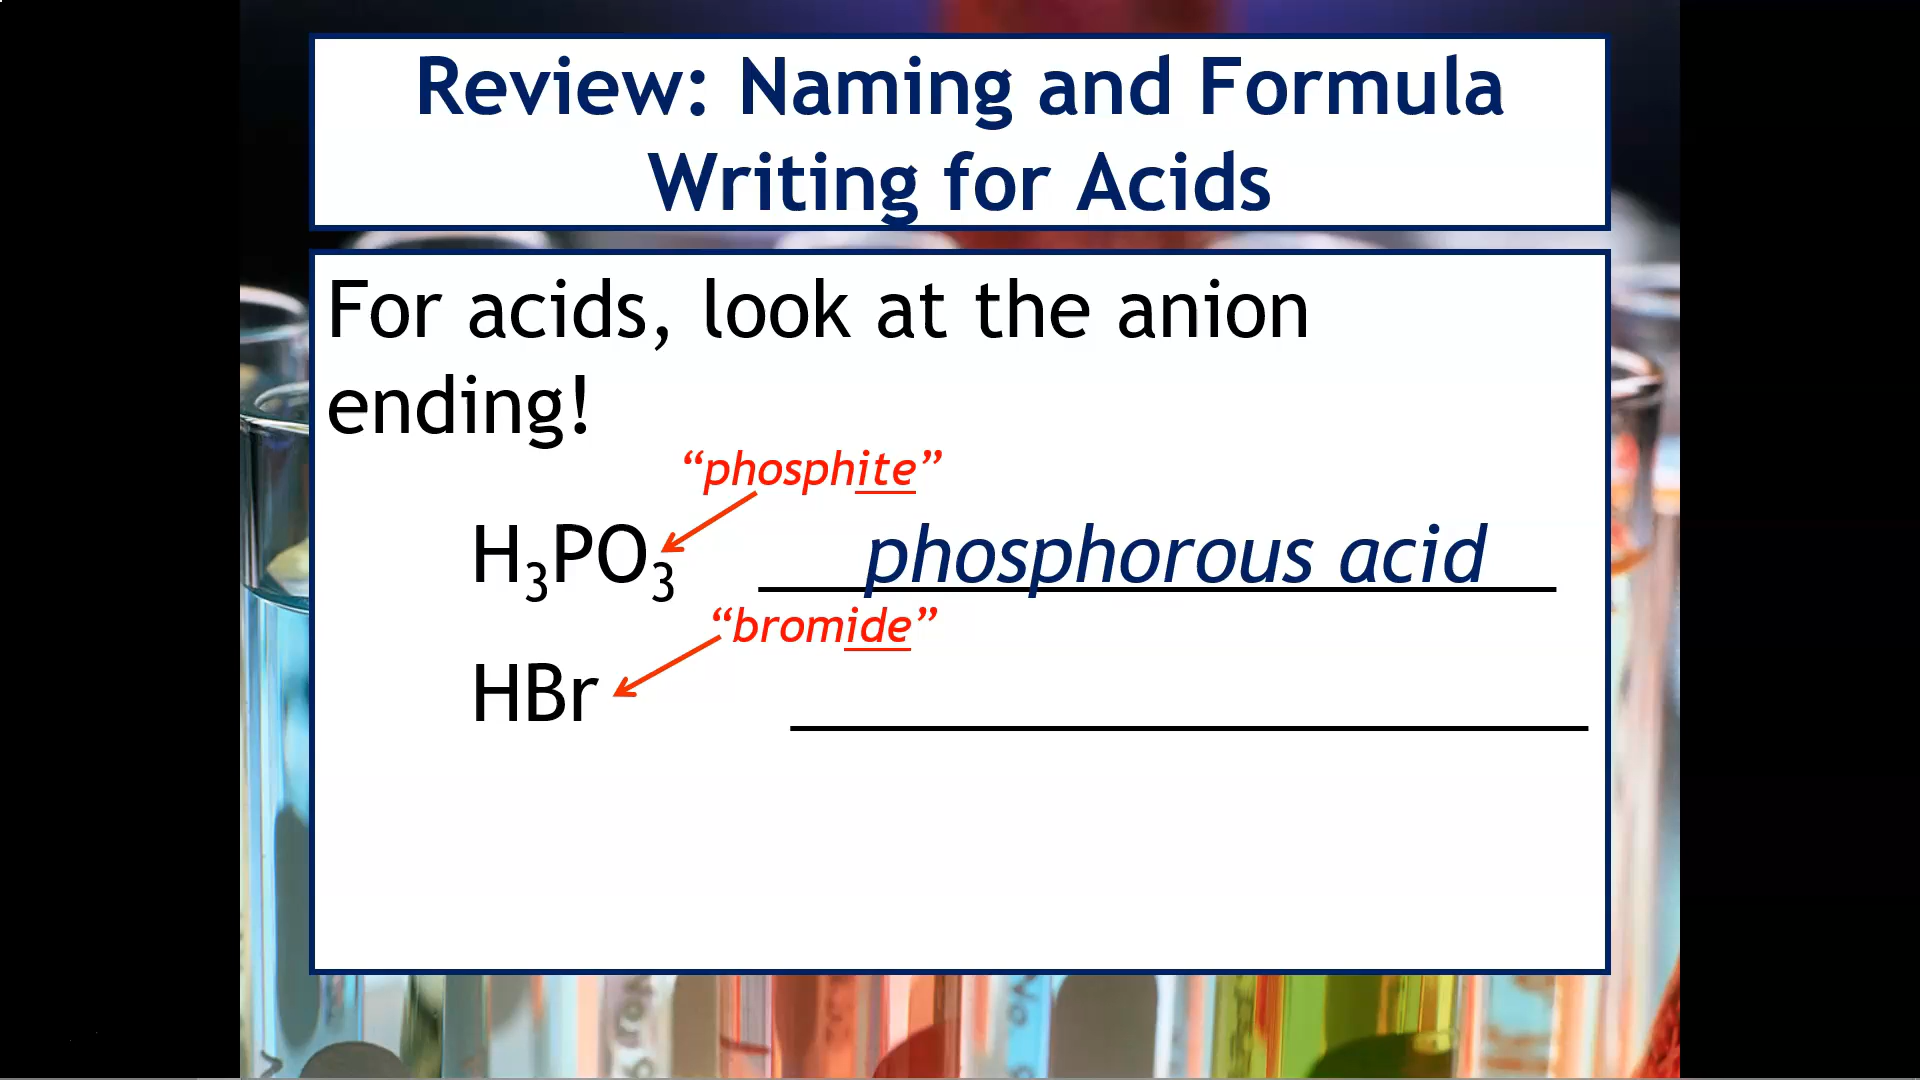 Review: Naming and Formula
Writing for Acids
For acids, look at the anion
ending!
“phosphite”
H₃PO₃ phosphorous acid
“bromide”
HBr